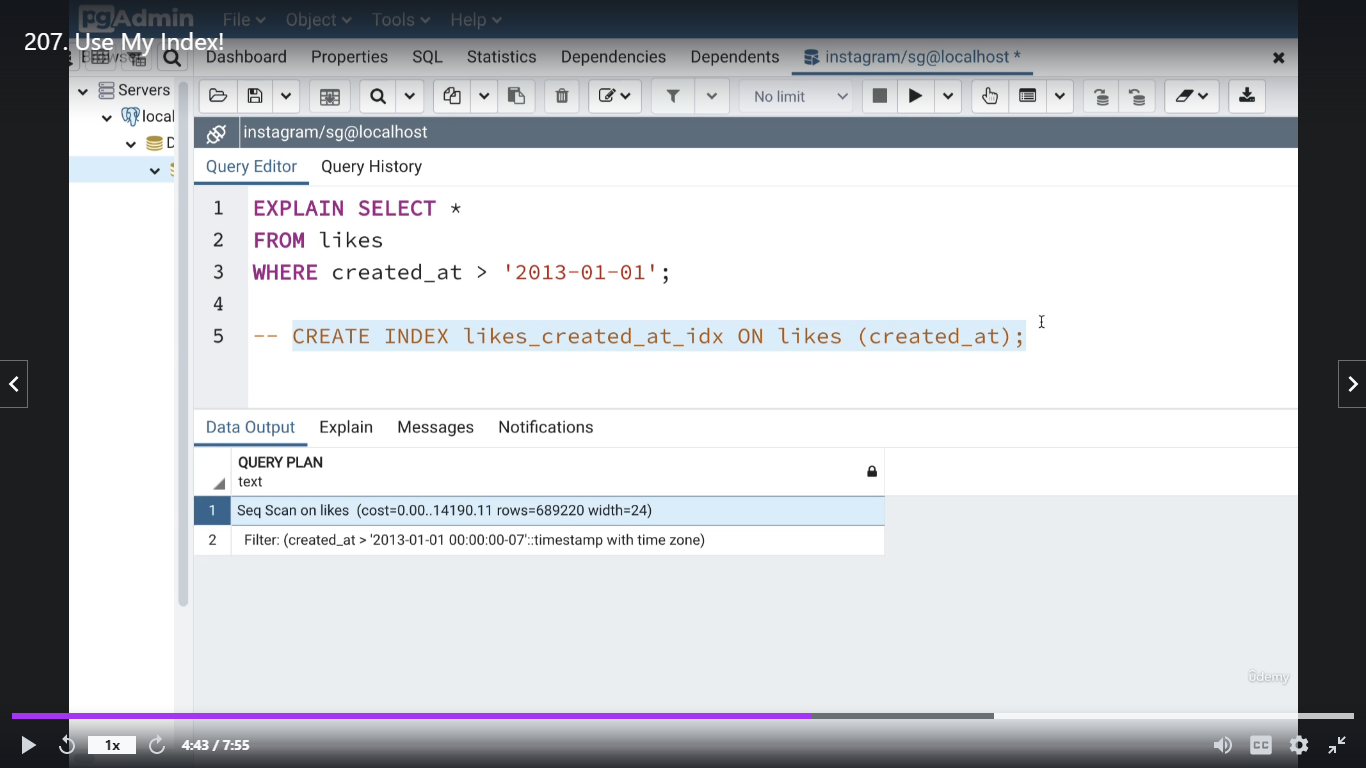 pgAdmin File Object Tools Help
207. Use My Index!
Dashboard Properties SQL Statistics Dependencies Dependents instagram/sg@localhost *
Servers
No limit
local
instagram/sg@localhost
D
Query Editor Query History
1 EXPLAIN SELECT *
2 FROM likes
3 WHERE created_at > '2013-01-01';
4
5 -- CREATE INDEX likes_created_at_idx ON likes (created_at);
Data Output Explain Messages Notifications
QUERY PLAN
text
1 Seq Scan on likes (cost=0.00..14190.11 rows=689220 width=24)
2 Filter: (created_at > '2013-01-01 00:00:00-07'::timestamp with time zone)
ûdemy
1x 4:43 / 7:55 CC